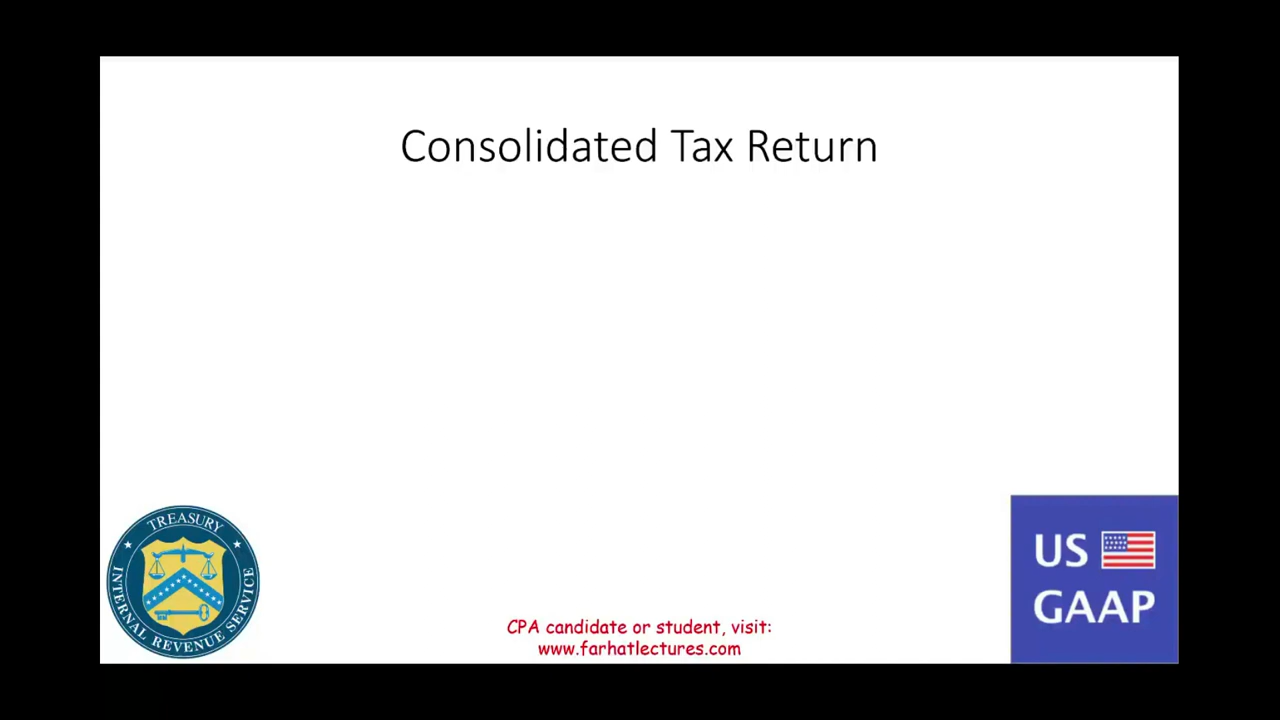 Consolidated Tax Return
TREASURY
INTERNAL REVENUE SERVICE
US
GAAP
CPA candidate or student, visit:
www.farhatlectures.com